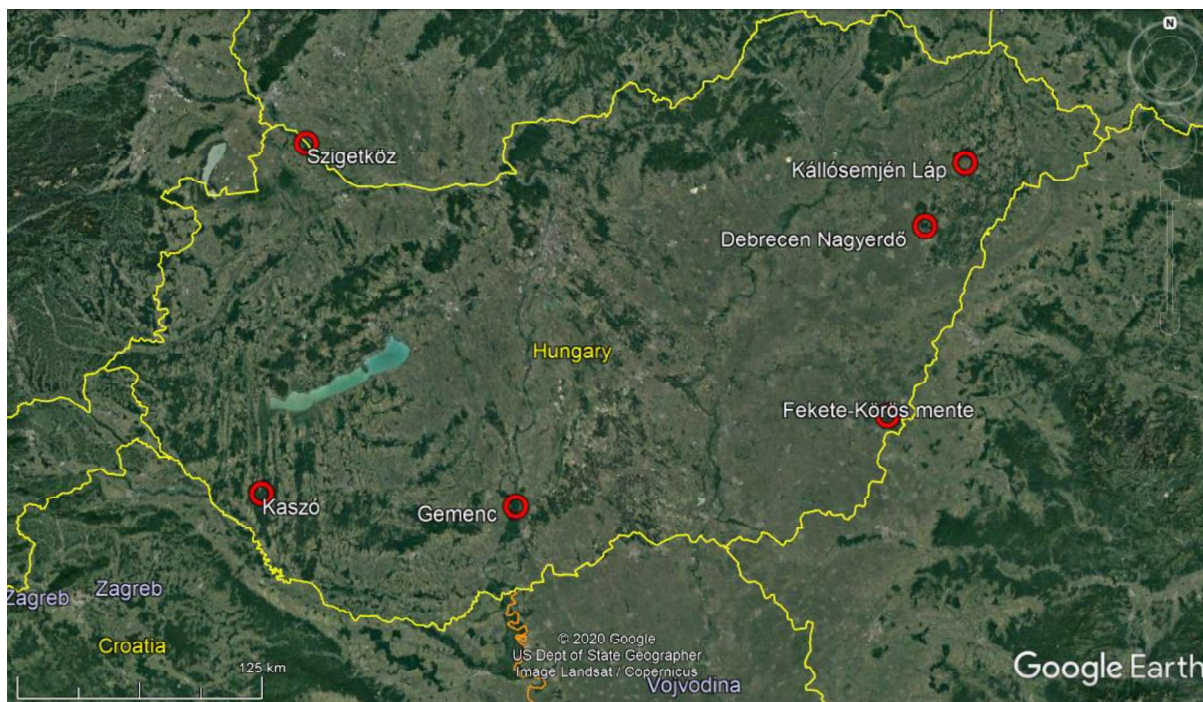 N
Szigetköz
Kállósemjén Láp
Debrecen Nagyerdő
Hungary
Fekete-Körös mente
Kaszó
Gemenc
Zagreb
Zagreb
Croatia
125 km
© 2020 Google
US Dept of State Geographer
Image Landsat / Copernicus
Vojvodina
Google Earth